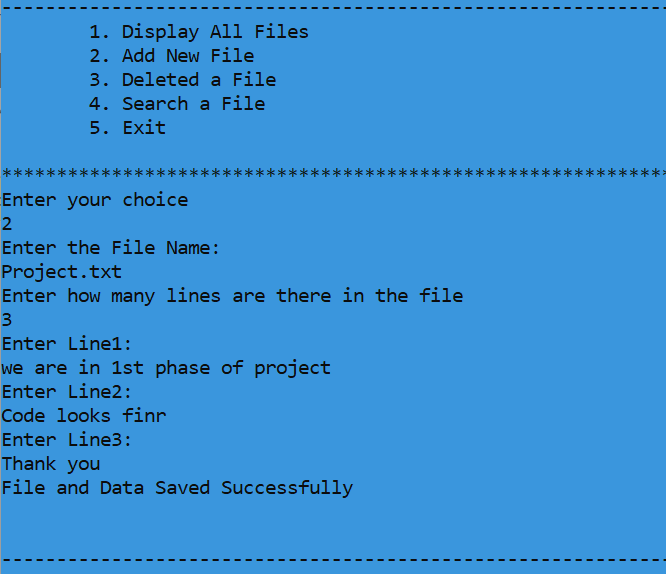 --------------------------------------------------------------
1. Display All Files
2. Add New File
3. Deleted a File
4. Search a File
5. Exit
**************************************************************
Enter your choice
2
Enter the File Name:
Project.txt
Enter how many lines are there in the file
3
Enter Line1:
we are in 1st phase of project
Enter Line2:
Code looks finr
Enter Line3:
Thank you
File and Data Saved Successfully
--------------------------------------------------------------